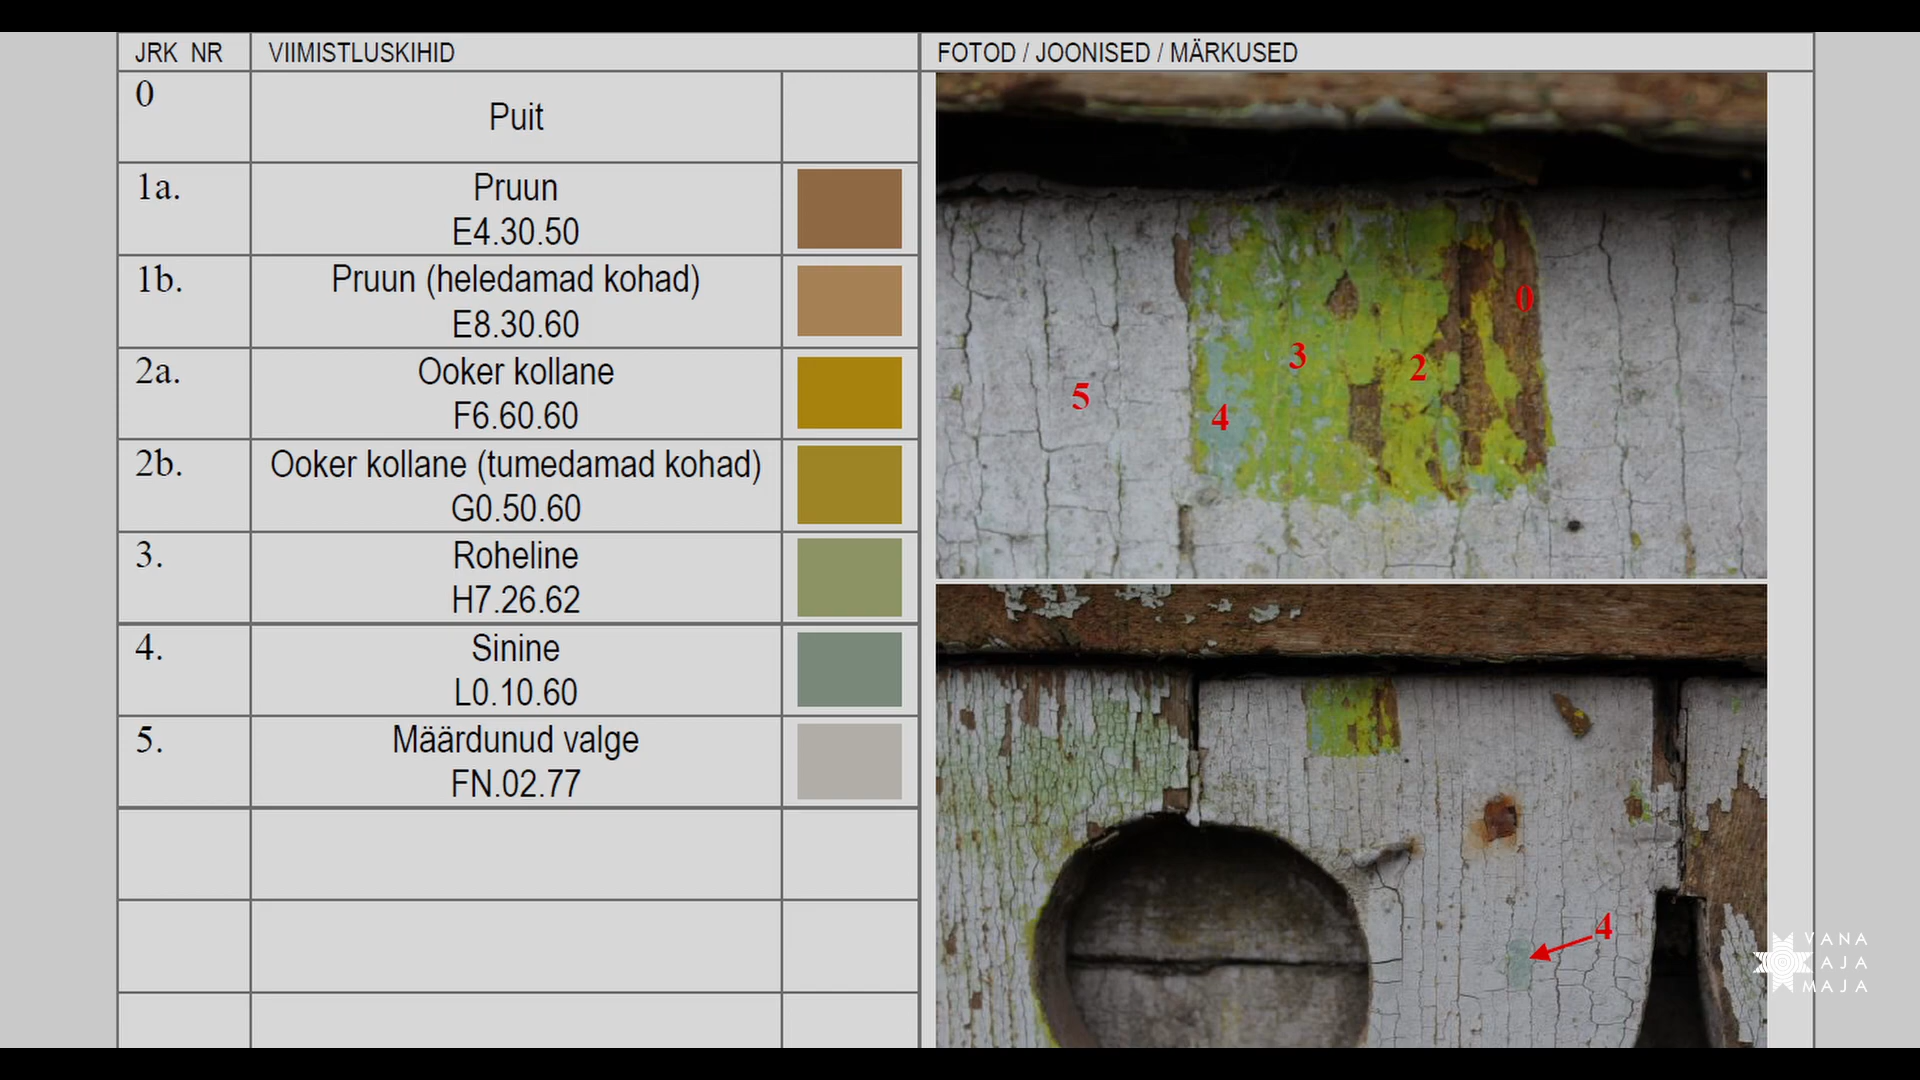 JRK NR
VIIMISTLUSKIHID
FOTOD / JOONISED / MÄRKUSED
0
Puit
1a.
Pruun
E4.30.50
1b.
Pruun (heledamad kohad)
E8.30.60
2a.
Ooker kollane
F6.60.60
2b.
Ooker kollane (tumedamad kohad)
G0.50.60
3.
Roheline
H7.26.62
4.
Sinine
L0.10.60
5.
Määrdunud valge
FN.02.77
0
3
2
5
4
4
VANA
AJA
MAJA